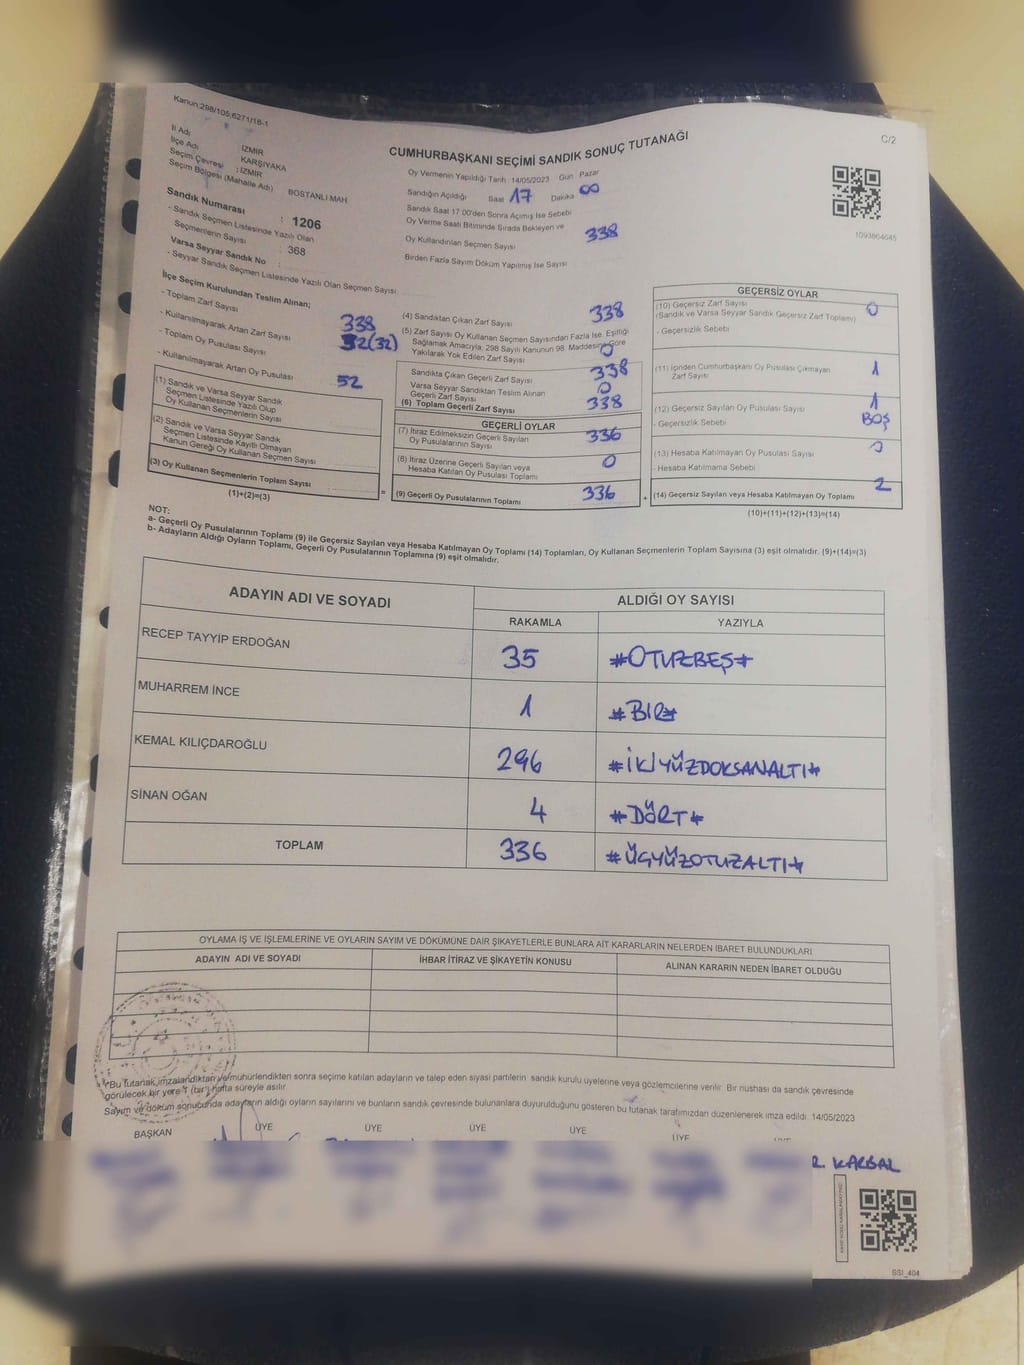 Kanun:298/105,6271/18-1
C/2
CUMHURBAŞKANI SEÇİMİ SANDIK SONUÇ TUTANAĞI
İl Adı İZMİR
İlçe Adı KARŞIYAKA
Seçim Çevresi : İZMİR
Seçim Bölgesi (Mahalle Adı) BOSTANLI MAH
Sandık Numarası : 1206
- Sandık Seçmen Listesinde Yazılı Olan
Seçmenlerin Sayısı : 368
Varsa Seyyar Sandık No :
- Seyyar Sandık Seçmen Listesinde Yazılı Olan Seçmen Sayısı
Oy Vermenin Yapıldığı Tarih :14/05/2023 Gün Pazar
Sandığın Açıldığı Saat 17 Dakika 00
Sandık Saat 17 00'den Sonra Açımış İse Sebebi
Oy Verme Saati Bitiminde Sırada Bekleyen ve
Oy Kullandırılan Seçmen Sayısı 338
Birden Fazla Sayım Döküm Yapılmış İse Sayısı
1093864645
İlçe Seçim Kurulundan Teslim Alınan;
- Toplam Zarf Sayısı 338
- Kullanılmayarak Artan Zarf Sayısı 32(32)
- Toplam Oy Pusulası Sayısı
- Kullanılmayarak Artan Oy Pusulası 52
(1) Sandık ve Varsa Seyyar Sandık
Seçmen Listesinde Yazılı Olup
Oy Kullanan Seçmenlerin Sayısı
(2) Sandık ve Varsa Seyyar Sandık
Seçmen Listesinde Kayıtlı Olmayan
Kanun Gereği Oy Kullanan Seçmen Sayısı
(3) Oy Kullanan Seçmenlerin Toplam Sayısı
(1)+(2)=(3)
(4) Sandıktan Çıkan Zarf Sayısı 338
(5) Zarf Sayısı Oy Kullanan Seçmen Sayısından Fazla İse, Eşitliği
Sağlamak Amacıyla, 298 Sayılı Kanunun 98. Maddesine Göre
Yakılarak Yok Edilen Zarf Sayısı 0
Sandıkta Çıkan Geçerli Zarf Sayısı 338
Varsa Seyyar Sandıktan Teslim Alınan
Geçerli Zarf Sayısı 0
(6) Toplam Geçerli Zarf Sayısı 338
GEÇERLİ OYLAR
(7) İtiraz Edilmeksizin Geçerli Sayılan
Oy Pusulalarının Sayısı 336
(8) İtiraz Üzerine Geçerli Sayılan veya
Hesaba Katılan Oy Pusulası Toplamı 0
= (9) Geçerli Oy Pusulalarının Toplamı 336 +
GEÇERSİZ OYLAR
(10) Geçersiz Zarf Sayısı 0
(Sandık ve Varsa Seyyar Sandık Geçersiz Zarf Toplamı)
- Geçersizlik Sebebi
(11) İçinden Cumhurbaşkanı Oy Pusulası Çıkmayan
Zarf Sayısı 1
(12) Geçersiz Sayılan Oy Pusulası Sayısı 1
- Geçersizlik Sebebi BOŞ
(13) Hesaba Katılmayan Oy Pusulası Sayısı 0
- Hesaba Katılmama Sebebi
(14) Geçersiz Sayılan veya Hesaba Katılmayan Oy Toplamı 2
(10)+(11)+(12)+(13)=(14)
NOT:
a- Geçerli Oy Pusulalarının Toplamı (9) ile Geçersiz Sayılan veya Hesaba Katılmayan Oy Toplamı (14) Toplamları, Oy Kullanan Seçmenlerin Toplam Sayısına (3) eşit olmalıdır. (9)+(14)=(3)
b- Adayların Aldığı Oyların Toplamı, Geçerli Oy Pusulalarının Toplamına (9) eşit olmalıdır.
ADAYIN ADI VE SOYADI ALDIĞI OY SAYISI
RAKAMLA YAZIYLA
RECEP TAYYİP ERDOĞAN 35 #OTUZBEŞ#
MUHARREM İNCE 1 #BİR#
KEMAL KILIÇDAROĞLU 296 #İKİYÜZDOKSANALTI#
SİNAN OĞAN 4 #DÖRT#
TOPLAM 336 #ÜÇYÜZOTUZALTI#
OYLAMA İŞ VE İŞLEMLERİNE VE OYLARIN SAYIM VE DÖKÜMÜNE DAİR ŞİKAYETLERLE BUNLARA AİT KARARLARIN NELERDEN İBARET BULUNDUKLARI
ADAYIN ADI VE SOYADI İHBAR İTİRAZ VE ŞİKAYETİN KONUSU ALINAN KARARIN NEDEN İBARET OLDUĞU
*Bu tutanak,imzalandıktan ve mühürlendikten sonra seçime katılan adayların ve talep eden siyasi partilerin sandık kurulu üyelerine veya gözlemcilerine verilir. Bir nüshası da sandık çevresinde
görülecek bir yere 1 (bir) hafta süreyle asılır.
Sayım ve döküm sonucunda adayların aldığı oyların sayılarını ve bunların sandık çevresinde bulunanlara duyurulduğunu gösteren bu tutanak tarafımızdan düzenlenerek imza edildi. 14/05/2023
BAŞKAN ÜYE ÜYE ÜYE ÜYE ÜYE
KARBAL
SSI_404